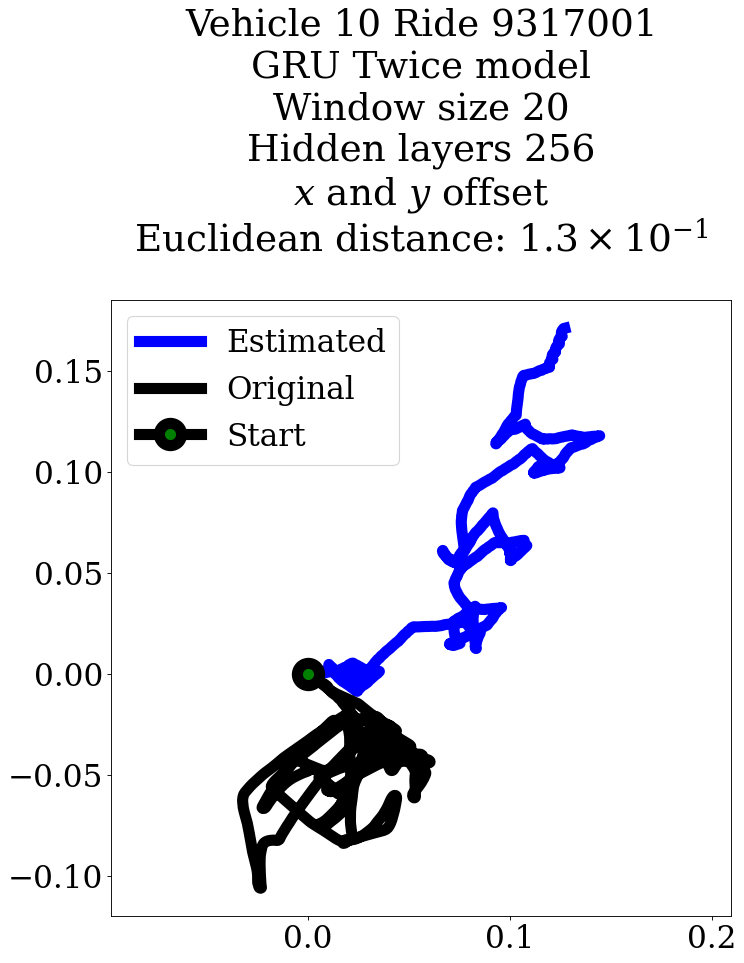 Vehicle 10 Ride 9317001
GRU Twice model
Window size 20
Hidden layers 256
x and y offset
Euclidean distance: 1.3 × 10⁻¹
Estimated
Original
Start
0.15
0.10
0.05
0.00
−0.05
−0.10
0.0 0.1 0.2